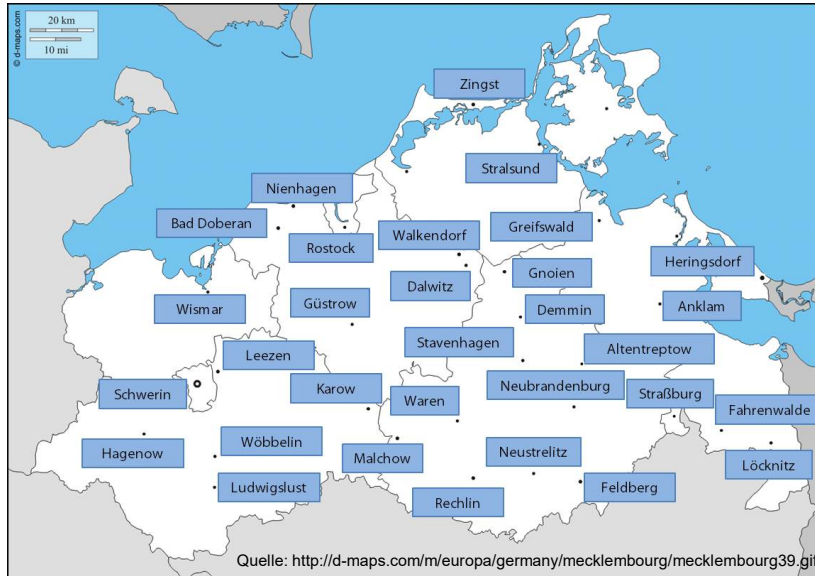 20 km
10 mi
© d-maps.com
Zingst
Stralsund
Nienhagen
Bad Doberan
Rostock
Walkendorf
Greifswald
Heringsdorf
Gnoien
Dalwitz
Wismar
Güstrow
Demmin
Anklam
Stavenhagen
Altentreptow
Leezen
Schwerin
Karow
Waren
Neubrandenburg
Straßburg
Fahrenwalde
Hagenow
Wöbbelin
Malchow
Neustrelitz
Löcknitz
Ludwigslust
Rechlin
Feldberg
Quelle: http://d-maps.com/m/europa/germany/mecklembourg/mecklembourg39.gif